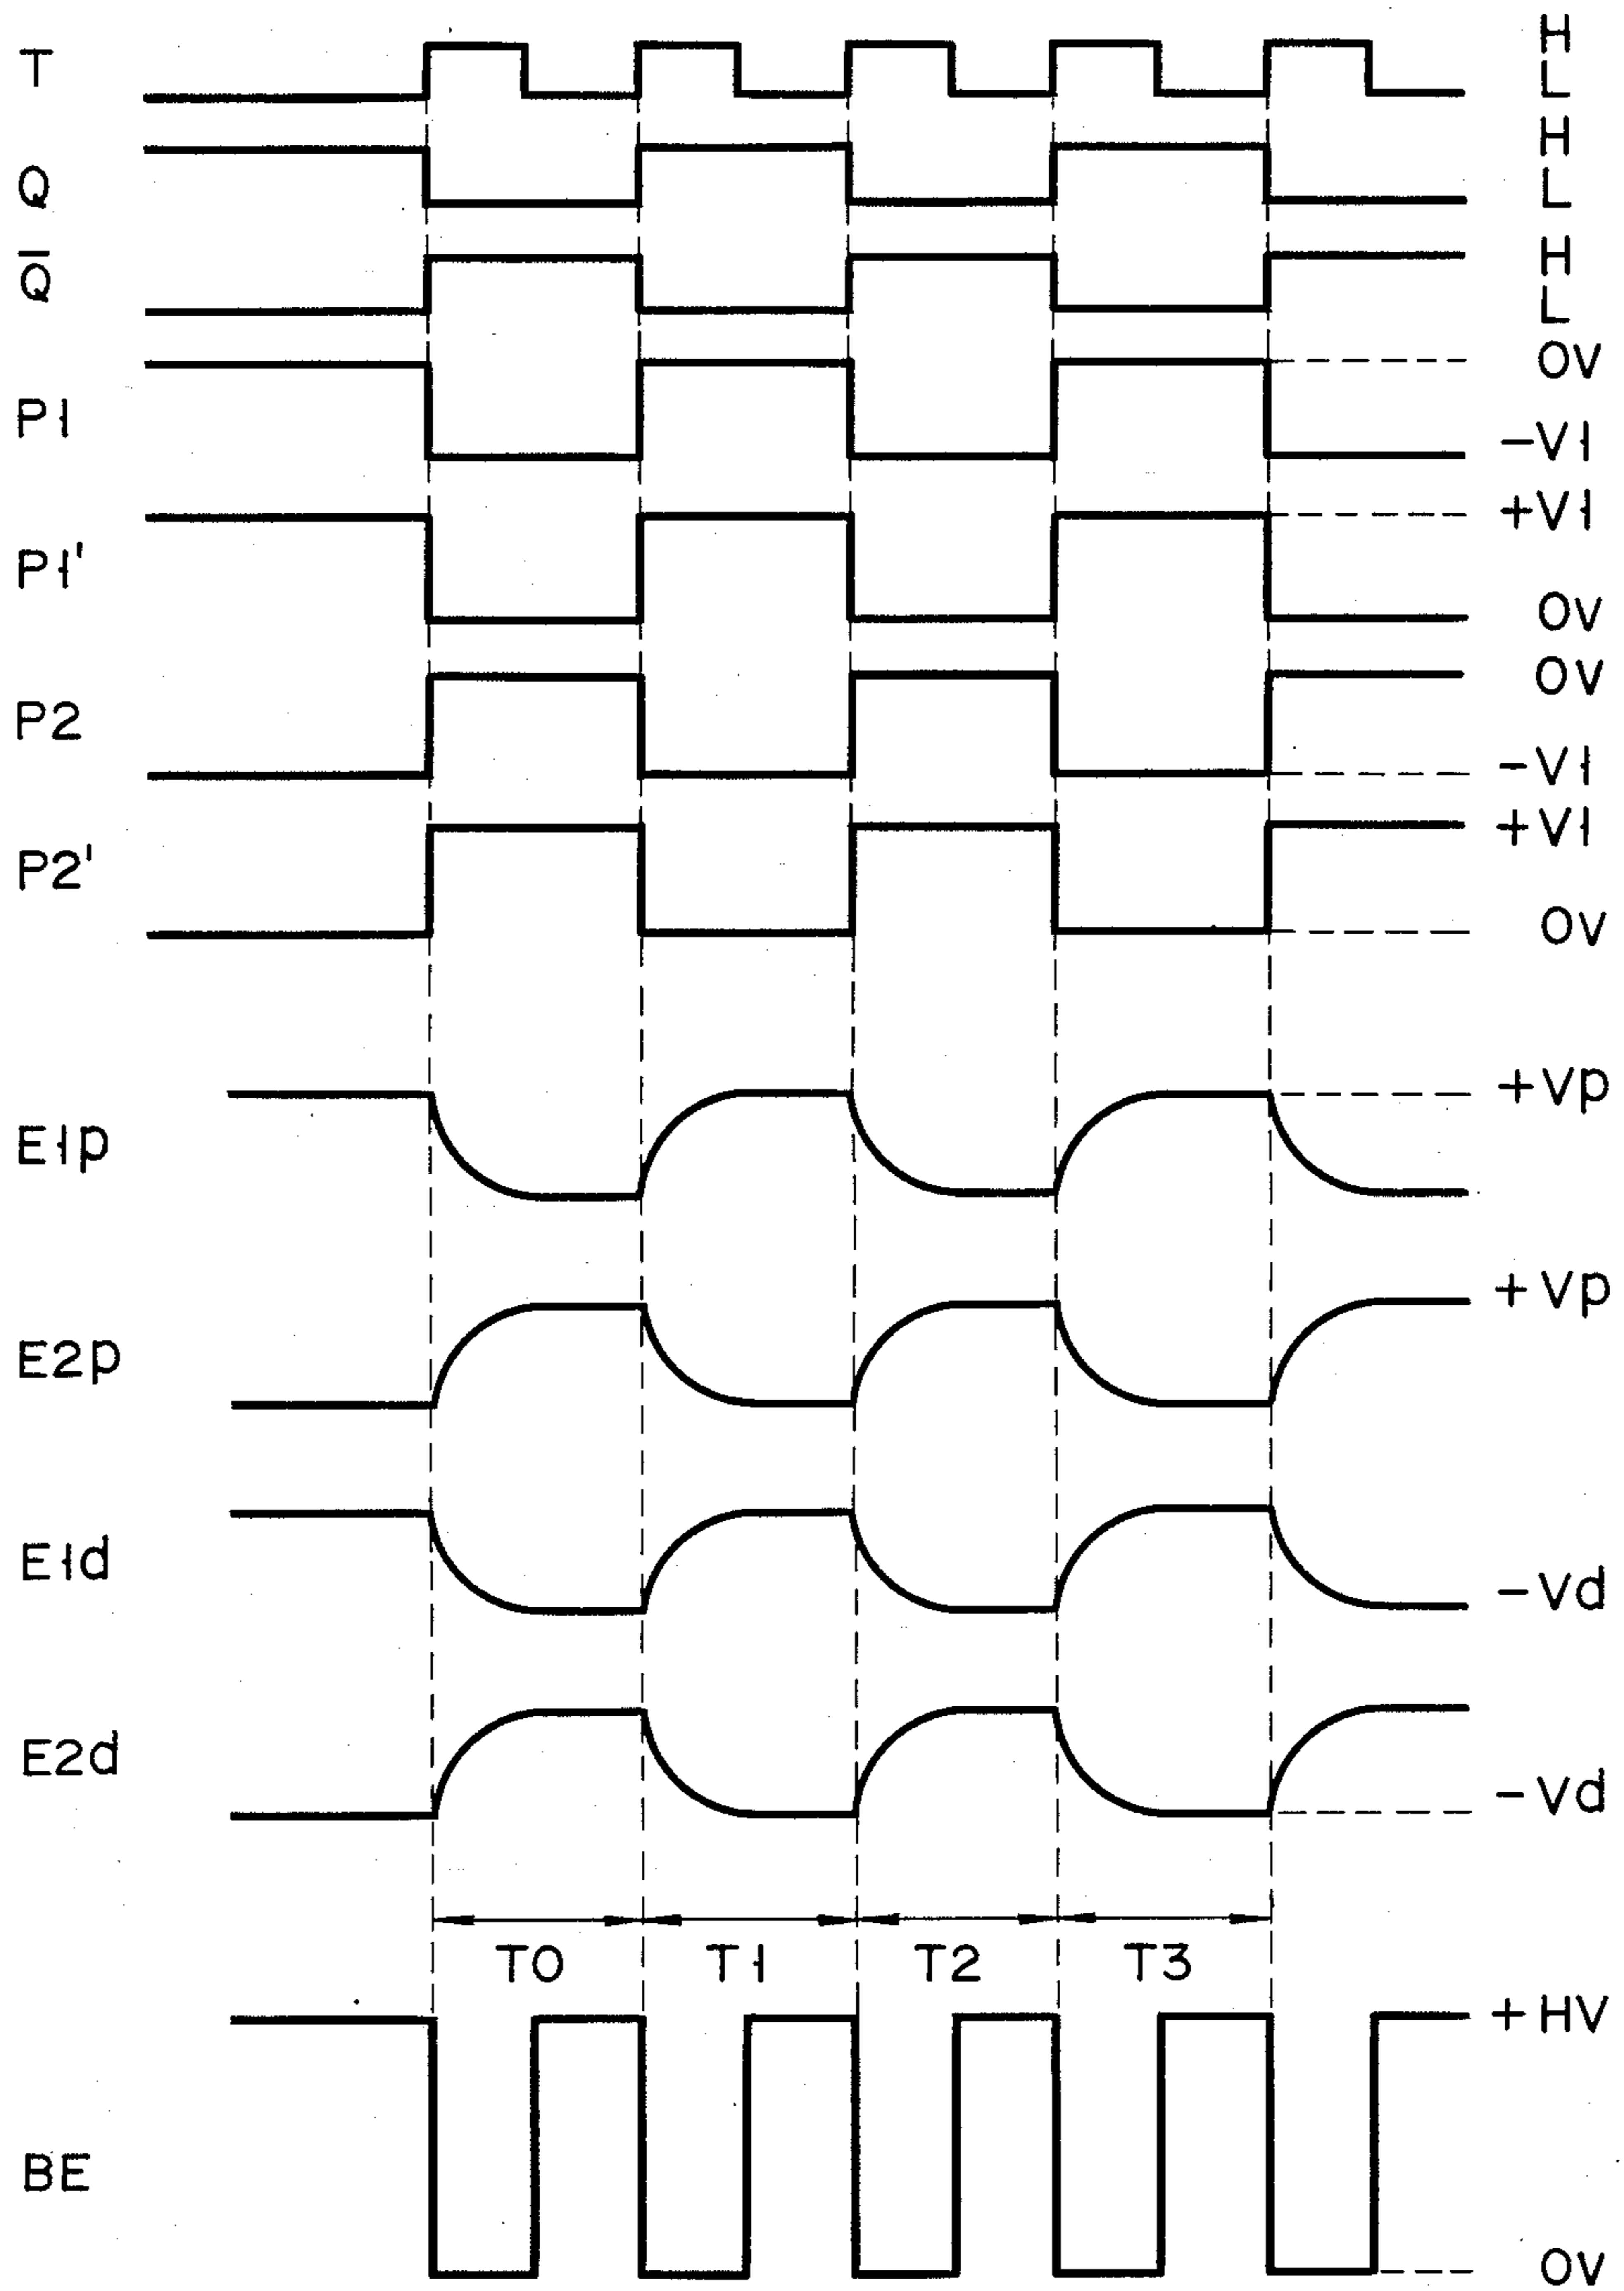 T H
L
Q H
L
Q̅ H
L
P1 0V
-V1
P1' +V1
0V
P2 0V
-V1
P2' +V1
0V
E1p +Vp
E2p +Vp
E1d -Vd
E2d -Vd
T0 T1 T2 T3
+HV
BE
0V